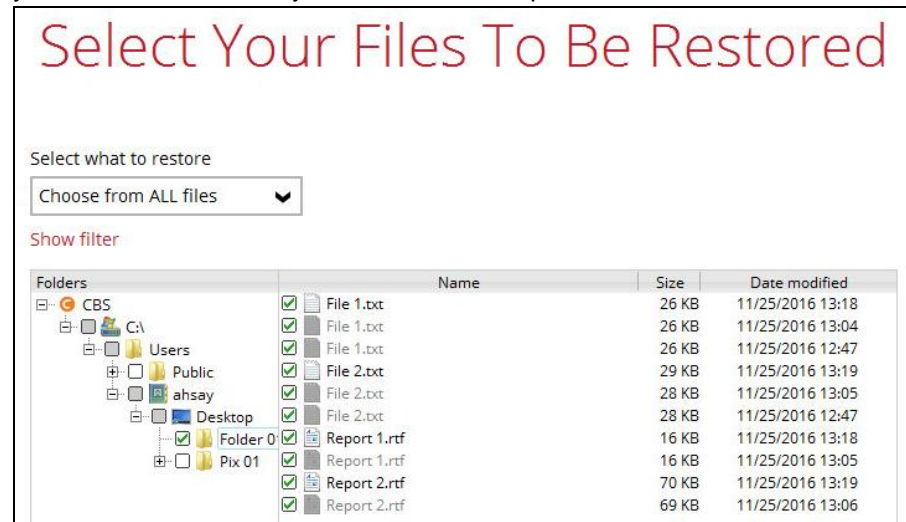 Select Your Files To Be Restored
Select what to restore
Choose from ALL files
Show filter
Folders Name Size Date modified
CBS File 1.txt 26 KB 11/25/2016 13:18
C:\ File 1.txt 26 KB 11/25/2016 13:04
Users File 1.txt 26 KB 11/25/2016 12:47
Public File 2.txt 29 KB 11/25/2016 13:19
ahsay File 2.txt 28 KB 11/25/2016 13:05
Desktop File 2.txt 28 KB 11/25/2016 12:47
Folder 0 Report 1.rtf 16 KB 11/25/2016 13:18
Pix 01 Report 1.rtf 16 KB 11/25/2016 13:05
Report 2.rtf 70 KB 11/25/2016 13:19
Report 2.rtf 69 KB 11/25/2016 13:06